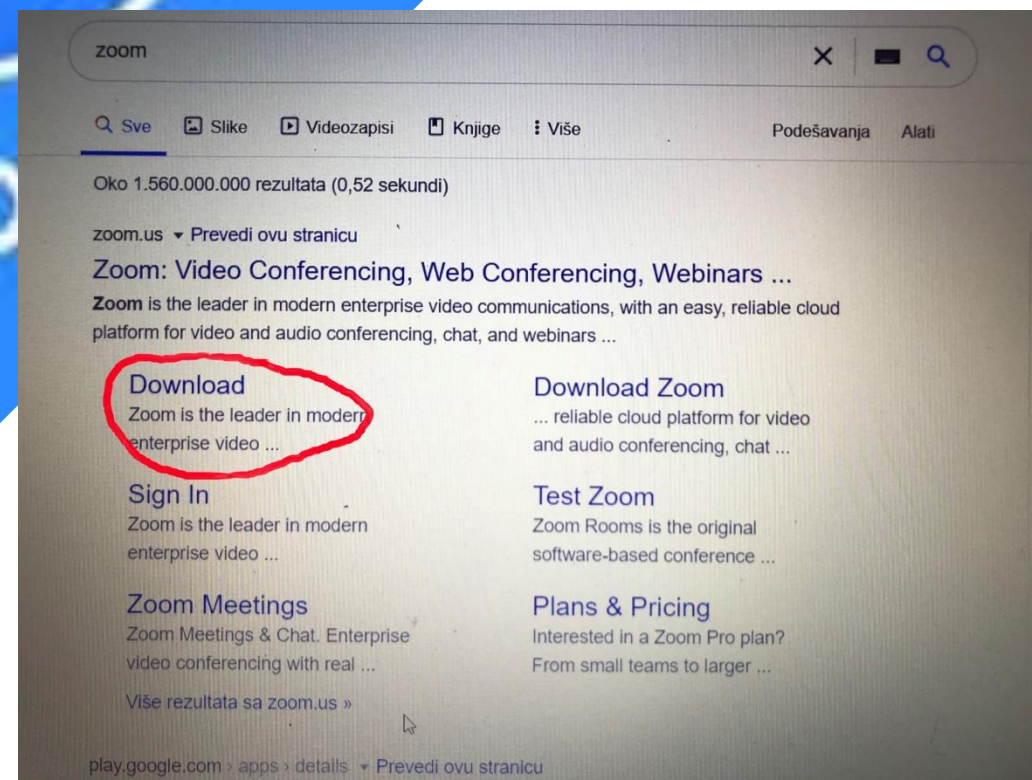 zoom
Sve Slike Videozapisi Knjige Više Podešavanja Alati
Oko 1.560.000.000 rezultata (0,52 sekundi)
zoom.us Prevedi ovu stranicu
Zoom: Video Conferencing, Web Conferencing, Webinars ...
Zoom is the leader in modern enterprise video communications, with an easy, reliable cloud
platform for video and audio conferencing, chat, and webinars ...
Download
Zoom is the leader in modern
enterprise video ...
Download Zoom
... reliable cloud platform for video
and audio conferencing, chat ...
Sign In
Zoom is the leader in modern
enterprise video ...
Test Zoom
Zoom Rooms is the original
software-based conference ...
Zoom Meetings
Zoom Meetings & Chat. Enterprise
video conferencing with real ...
Plans & Pricing
Interested in a Zoom Pro plan?
From small teams to larger ...
Više rezultata sa zoom.us »
play.google.com › apps › details Prevedi ovu stranicu